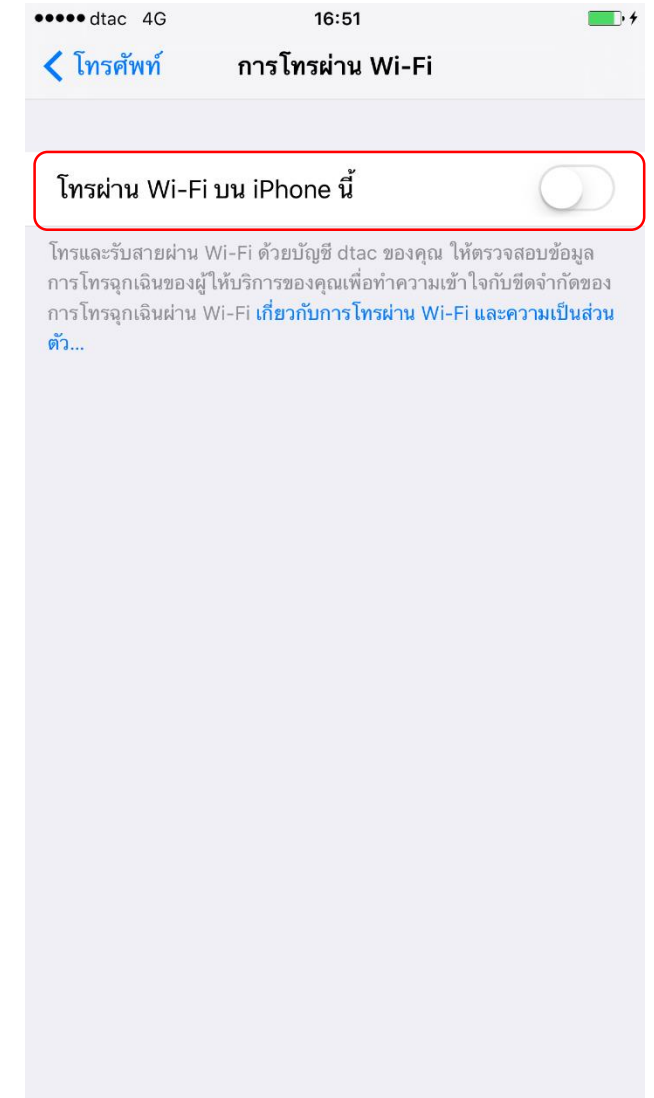 dtac 4G 16:51
โทรศัพท์ การโทรผ่าน Wi-Fi
โทรผ่าน Wi-Fi บน iPhone นี้
โทรและรับสายผ่าน Wi-Fi ด้วยบัญชี dtac ของคุณ ให้ตรวจสอบข้อมูล
การโทรฉุกเฉินของผู้ให้บริการของคุณเพื่อทำความเข้าใจกับขีดจำกัดของ
การโทรฉุกเฉินผ่าน Wi-Fi เกี่ยวกับการโทรผ่าน Wi-Fi และความเป็นส่วน
ตัว...